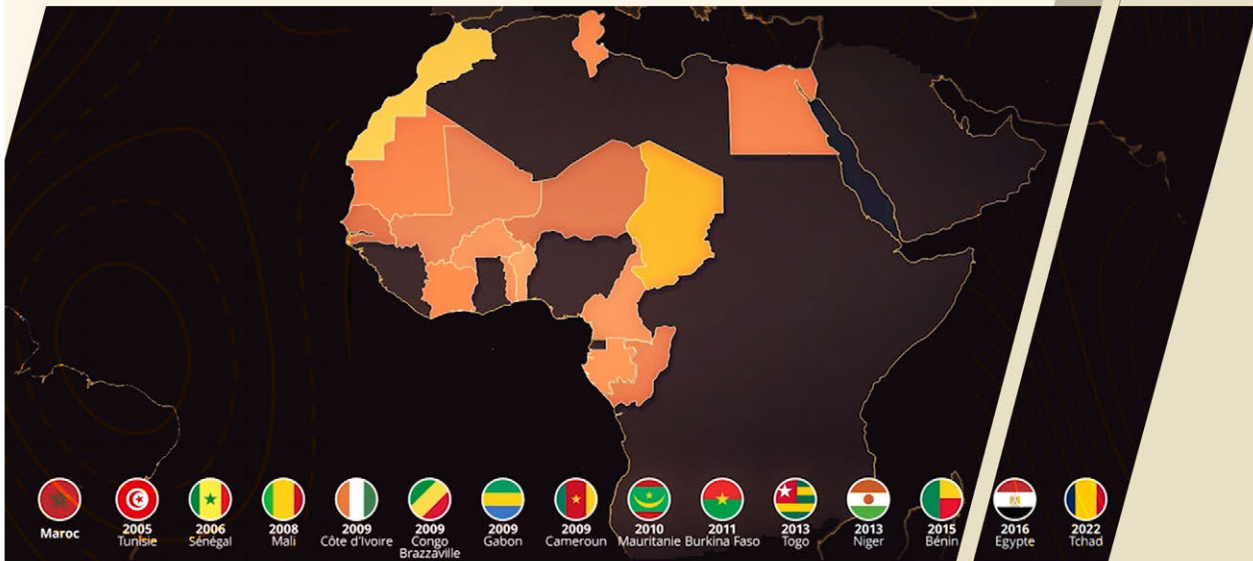 Maroc
2005
Tunisie
2006
Sénégal
2008
Mali
2009
Côte d'Ivoire
2009
Congo
Brazzaville
2009
Gabon
2009
Cameroun
2010
Mauritanie
2011
Burkina Faso
2013
Togo
2013
Niger
2015
Bénin
2016
Egypte
2022
Tchad